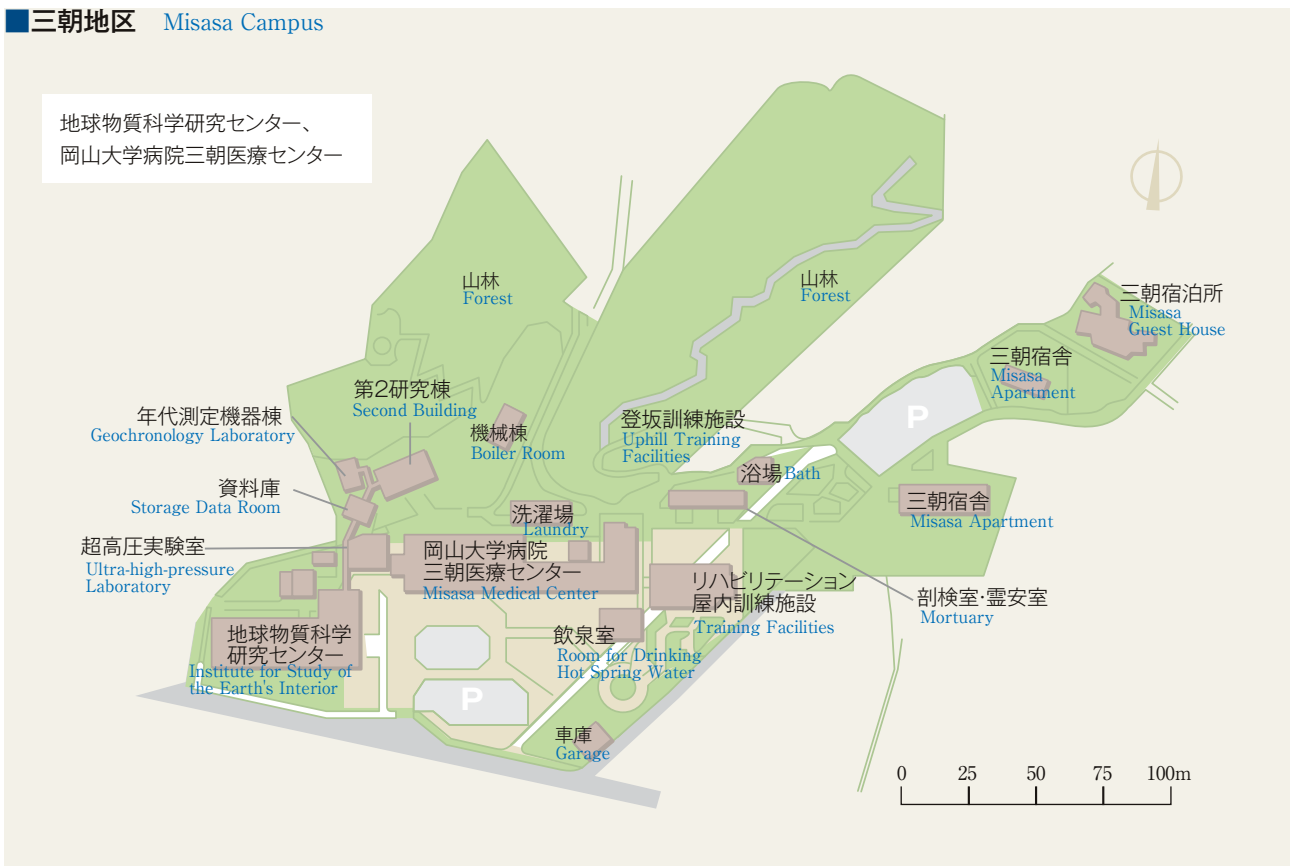 ■三朝地区 Misasa Campus
地球物質科学研究センター、
岡山大学病院三朝医療センター
山林
Forest
山林
Forest
三朝宿泊所
Misasa
Guest House
三朝宿舎
Misasa
Apartment
P
第2研究棟
Second Building
年代測定機器棟
Geochronology Laboratory
機械棟
Boiler Room
登坂訓練施設
Uphill Training
Facilities
浴場 Bath
資料庫
Storage Data Room
洗濯場
Laundry
三朝宿舎
Misasa Apartment
超高圧実験室
Ultra-high-pressure
Laboratory
岡山大学病院
三朝医療センター
Misasa Medical Center
リハビリテーション
屋内訓練施設
Training Facilities
剖検室・霊安室
Mortuary
地球物質科学
研究センター
Institute for Study of
the Earth's Interior
飲泉室
Room for Drinking
Hot Spring Water
P
車庫
Garage
0 25 50 75 100m